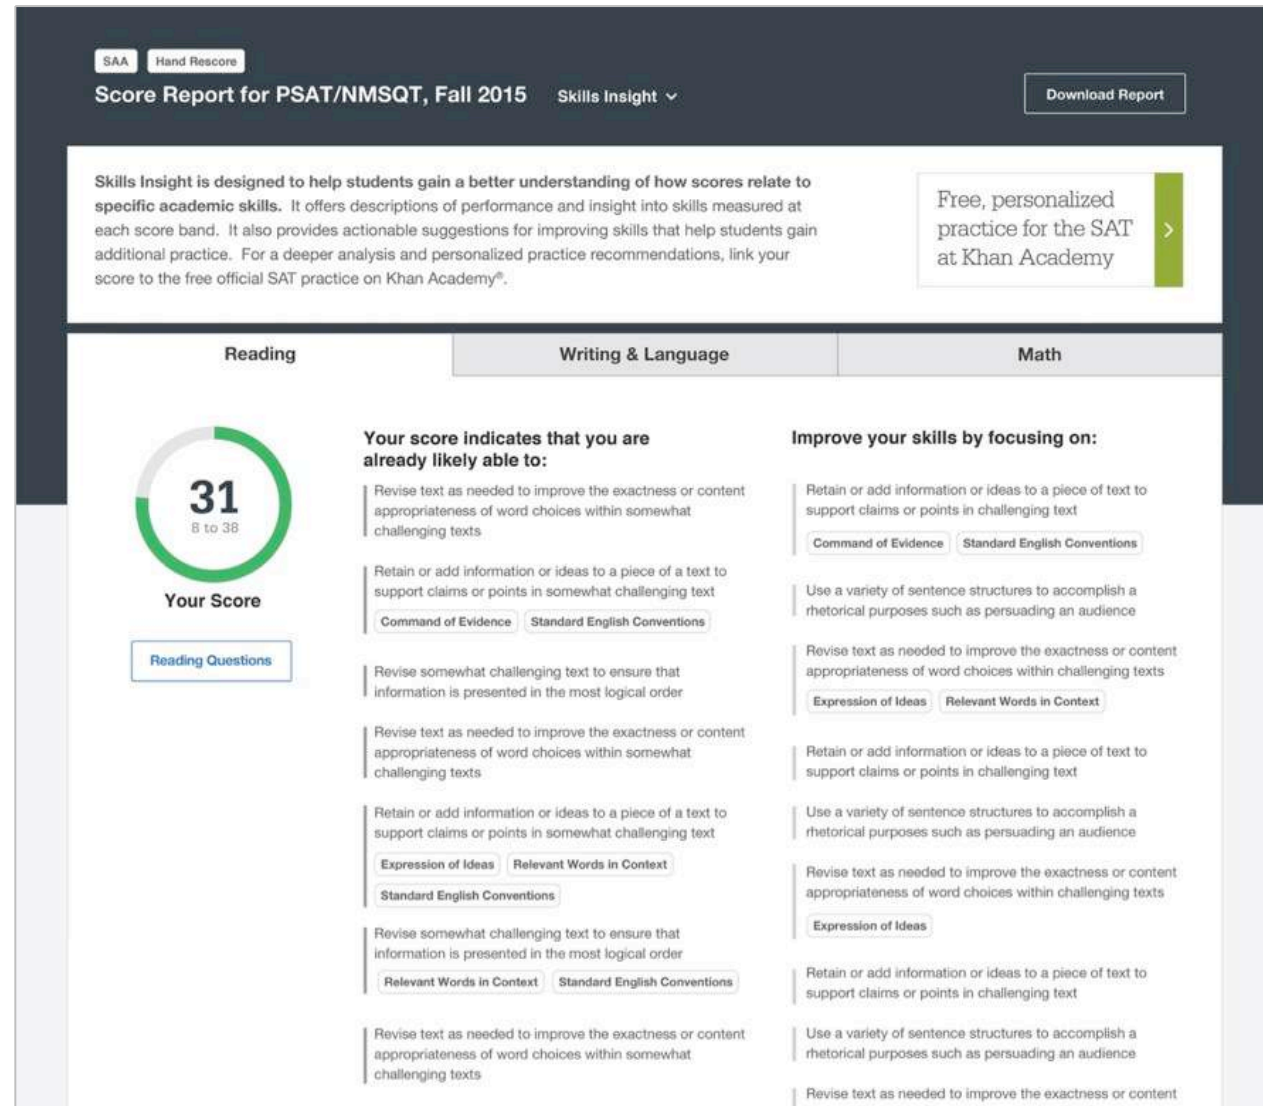 SAA
Hand Rescore
Score Report for PSAT/NMSQT, Fall 2015
Skills Insight
Download Report
Skills Insight is designed to help students gain a better understanding of how scores relate to
specific academic skills. It offers descriptions of performance and insight into skills measured at
each score band. It also provides actionable suggestions for improving skills that help students gain
additional practice. For a deeper analysis and personalized practice recommendations, link your
score to the free official SAT practice on Khan Academy®.
Free, personalized
practice for the SAT
at Khan Academy
Reading
Writing & Language
Math
31
8 to 38
Your Score
Reading Questions
Your score indicates that you are
already likely able to:
Revise text as needed to improve the exactness or content
appropriateness of word choices within somewhat
challenging texts
Retain or add information or ideas to a piece of a text to
support claims or points in somewhat challenging text
Command of Evidence
Standard English Conventions
Revise somewhat challenging text to ensure that
information is presented in the most logical order
Revise text as needed to improve the exactness or content
appropriateness of word choices within somewhat
challenging texts
Retain or add information or ideas to a piece of a text to
support claims or points in somewhat challenging text
Expression of Ideas
Relevant Words in Context
Standard English Conventions
Revise somewhat challenging text to ensure that
information is presented in the most logical order
Relevant Words in Context
Standard English Conventions
Revise text as needed to improve the exactness or content
appropriateness of word choices within somewhat
challenging texts
Improve your skills by focusing on:
Retain or add information or ideas to a piece of text to
support claims or points in challenging text
Command of Evidence
Standard English Conventions
Use a variety of sentence structures to accomplish a
rhetorical purposes such as persuading an audience
Revise text as needed to improve the exactness or content
appropriateness of word choices within challenging texts
Expression of Ideas
Relevant Words in Context
Retain or add information or ideas to a piece of text to
support claims or points in challenging text
Use a variety of sentence structures to accomplish a
rhetorical purposes such as persuading an audience
Revise text as needed to improve the exactness or content
appropriateness of word choices within challenging texts
Expression of Ideas
Retain or add information or ideas to a piece of text to
support claims or points in challenging text
Use a variety of sentence structures to accomplish a
rhetorical purposes such as persuading an audience
Revise text as needed to improve the exactness or content